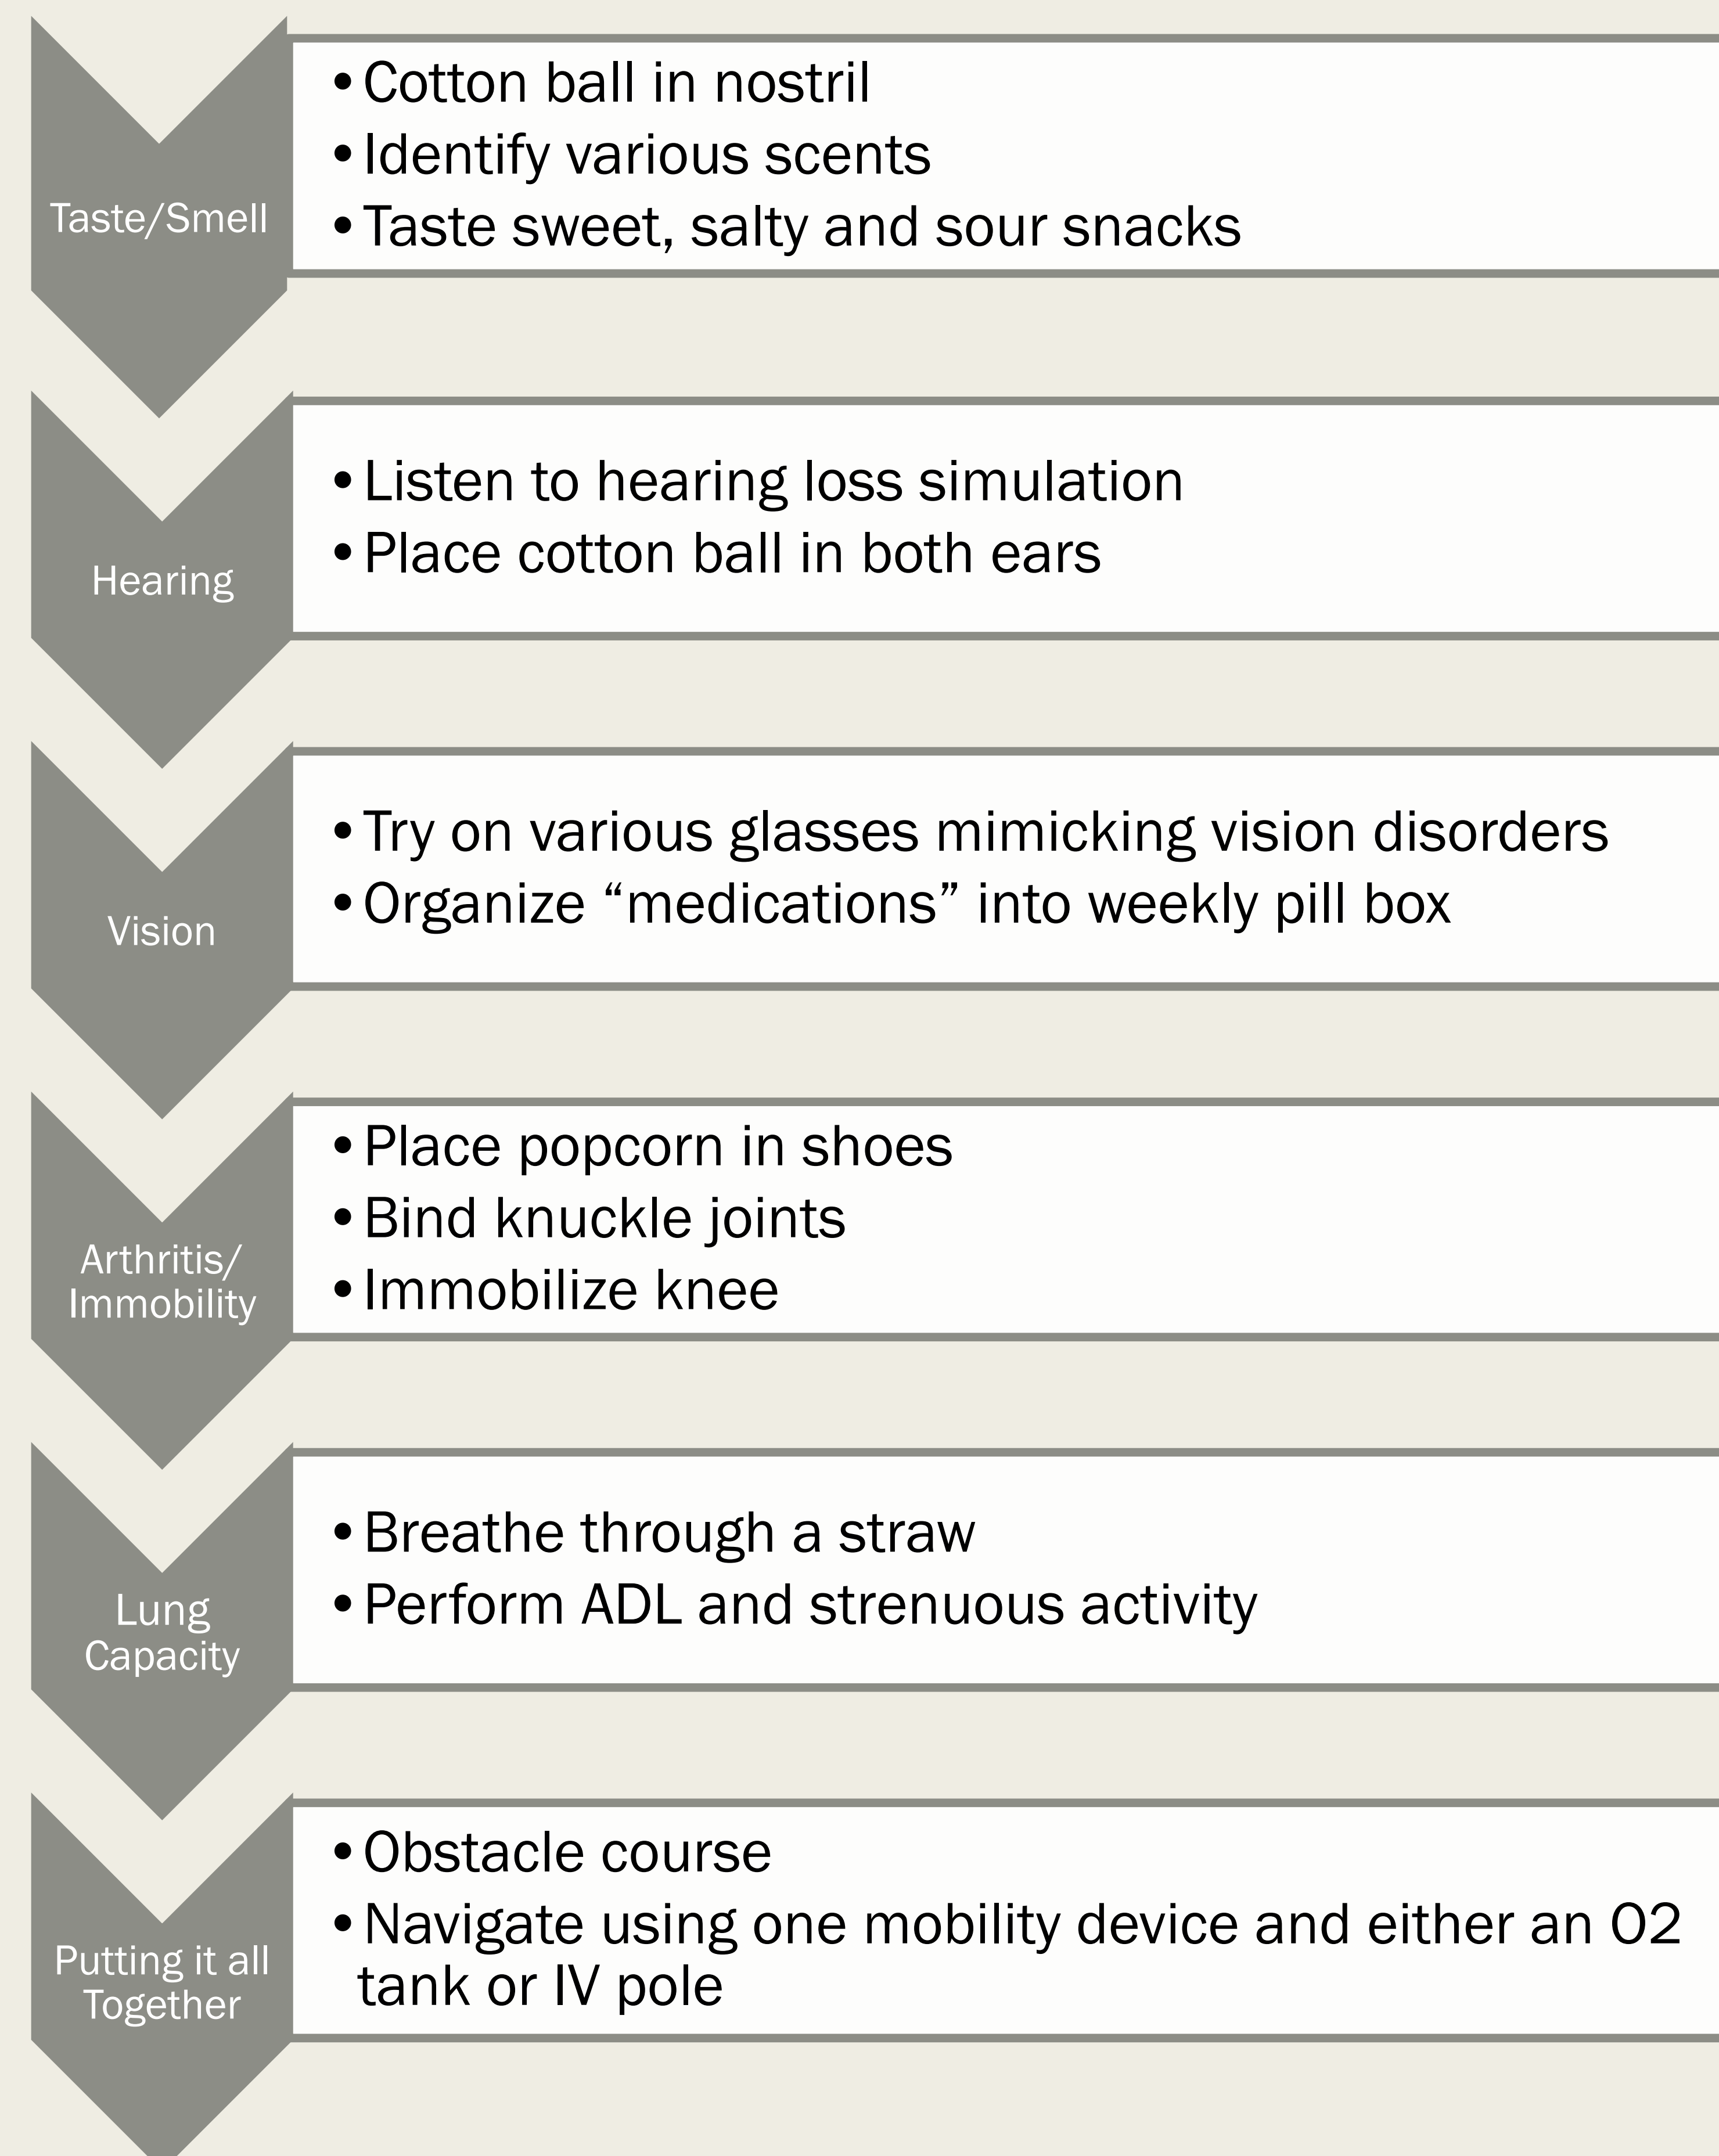 Taste/Smell
• Cotton ball in nostril
• Identify various scents
• Taste sweet, salty and sour snacks
Hearing
• Listen to hearing loss simulation
• Place cotton ball in both ears
Vision
• Try on various glasses mimicking vision disorders
• Organize “medications” into weekly pill box
Arthritis/
Immobility
• Place popcorn in shoes
• Bind knuckle joints
• Immobilize knee
Lung
Capacity
• Breathe through a straw
• Perform ADL and strenuous activity
Putting it all
Together
• Obstacle course
• Navigate using one mobility device and either an O2
tank or IV pole